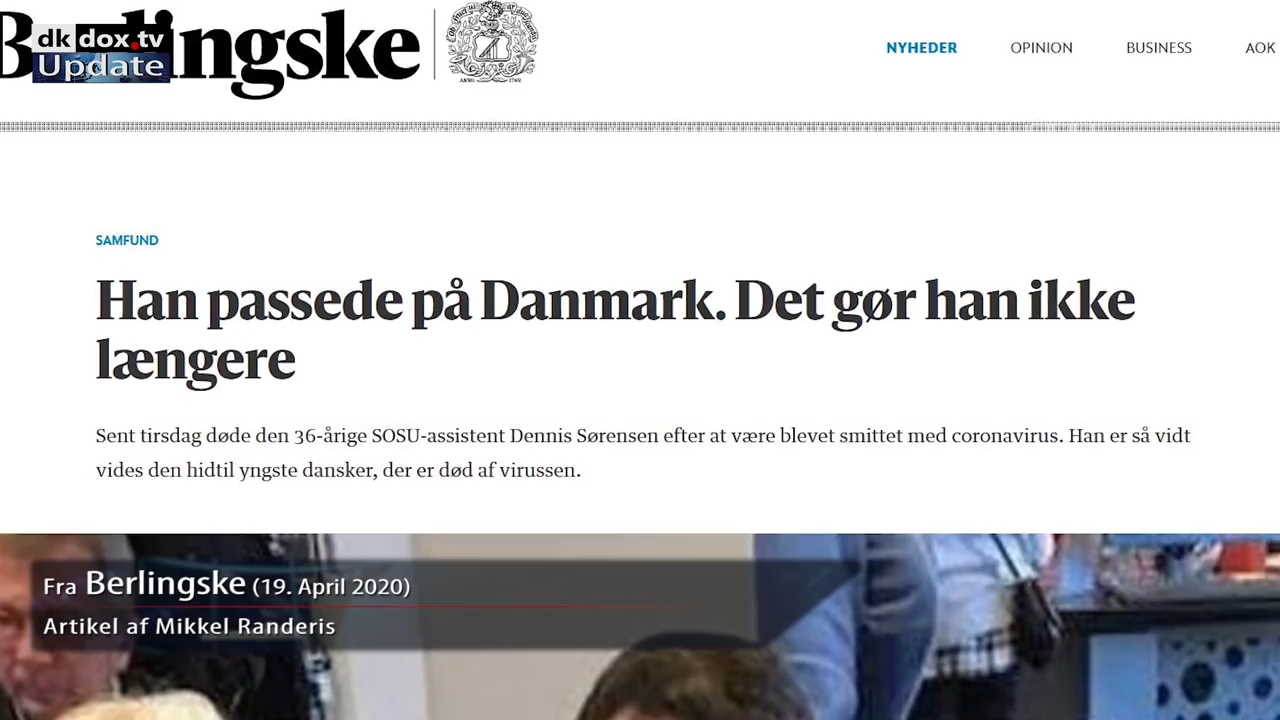 Berlingske
dk dox.tv
Update
NYHEDER OPINION BUSINESS AOK
SAMFUND
Han passede på Danmark. Det gør han ikke
længere
Sent tirsdag døde den 36-årige SOSU-assistent Dennis Sørensen efter at være blevet smittet med coronavirus. Han er så vidt
vides den hidtil yngste dansker, der er død af virussen.
Fra Berlingske (19. April 2020)
Artikel af Mikkel Randeris